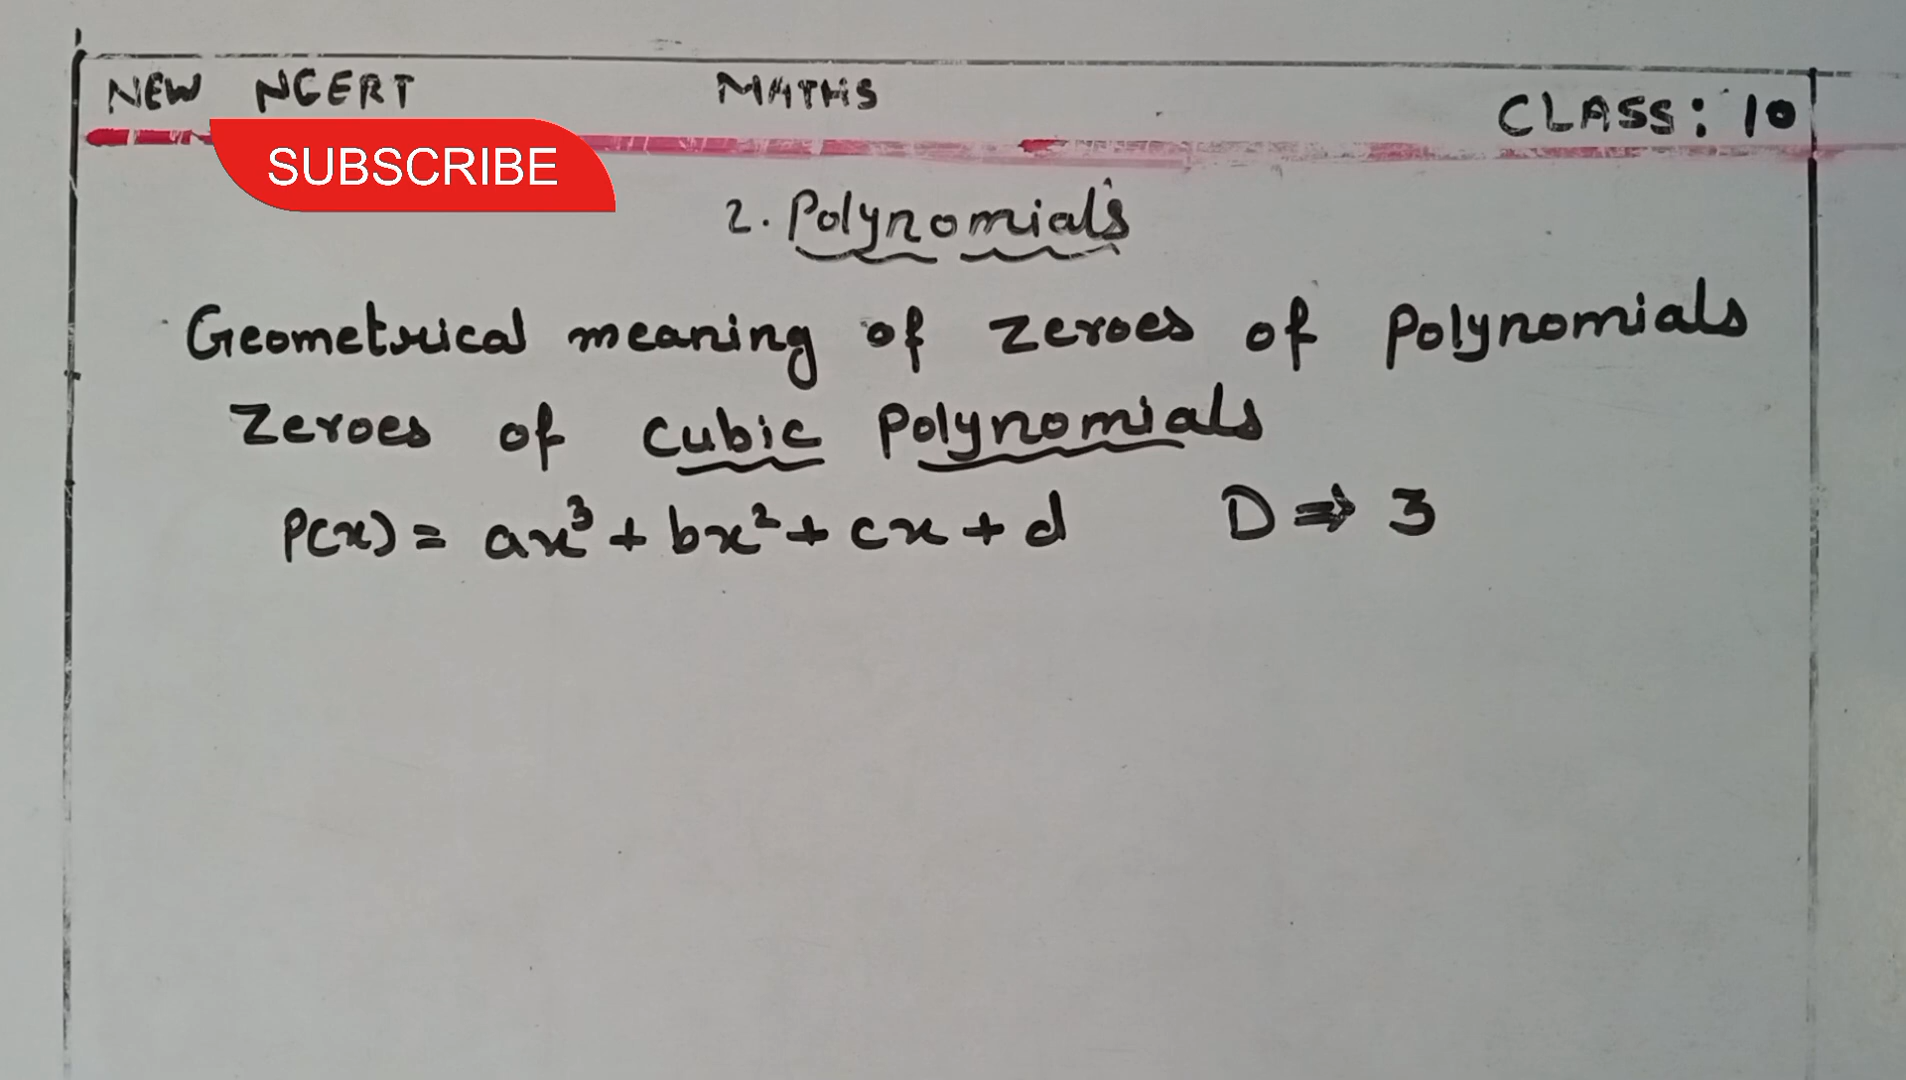 NEW NCERT MATHS CLASS: 10
SUBSCRIBE
2. Polynomials
Geometrical meaning of zeroes of Polynomials
Zeroes of cubic Polynomials
P(x) = ax³ + bx² + cx + d D ⇒ 3